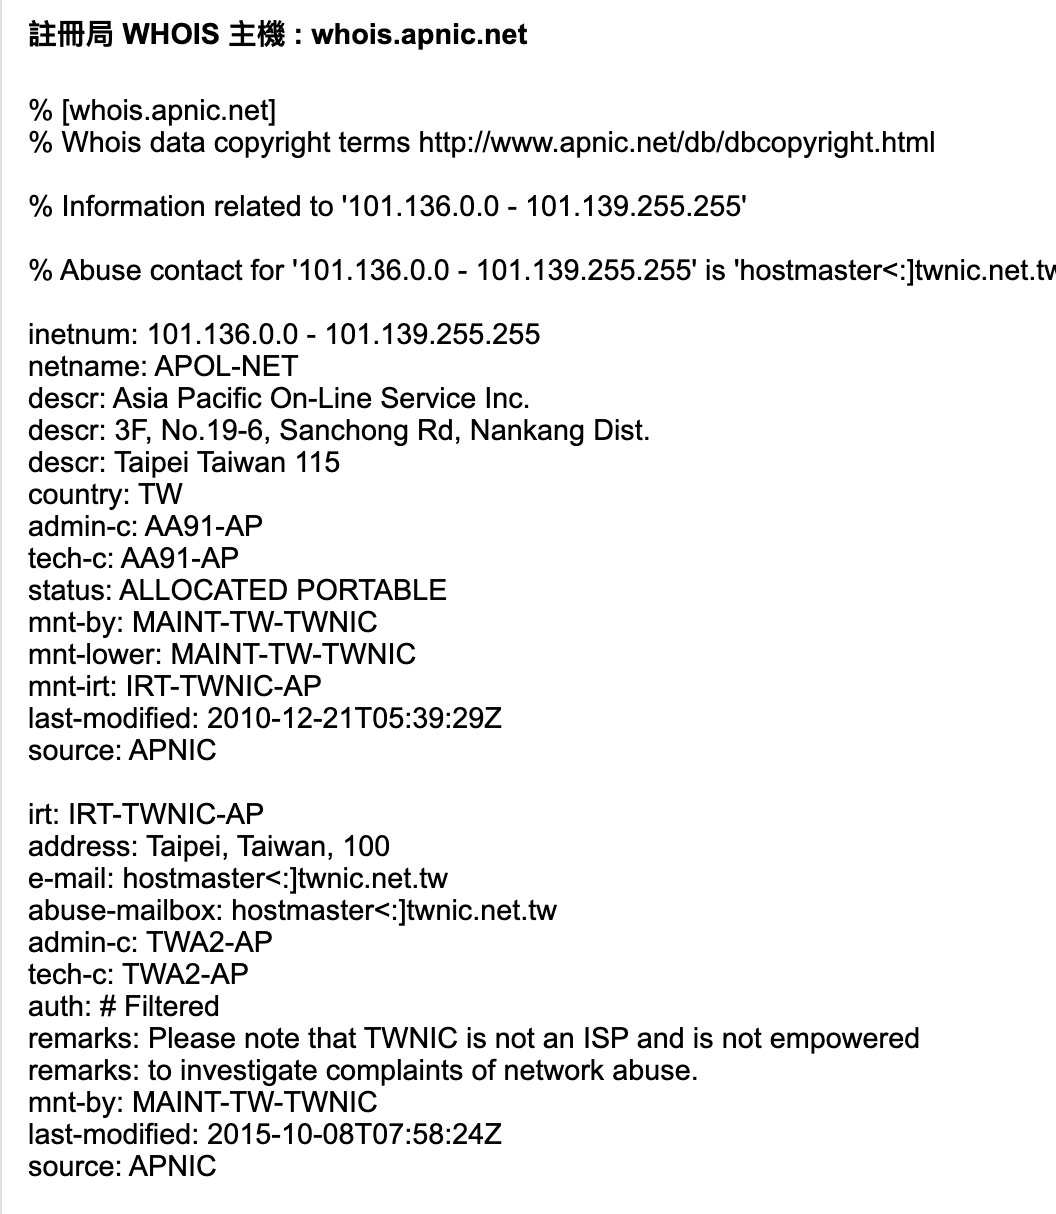 註冊局 WHOIS 主機 : whois.apnic.net
% [whois.apnic.net]
% Whois data copyright terms http://www.apnic.net/db/dbcopyright.html
% Information related to '101.136.0.0 - 101.139.255.255'
% Abuse contact for '101.136.0.0 - 101.139.255.255' is 'hostmaster<:]twnic.net.tw
inetnum: 101.136.0.0 - 101.139.255.255
netname: APOL-NET
descr: Asia Pacific On-Line Service Inc.
descr: 3F, No.19-6, Sanchong Rd, Nankang Dist.
descr: Taipei Taiwan 115
country: TW
admin-c: AA91-AP
tech-c: AA91-AP
status: ALLOCATED PORTABLE
mnt-by: MAINT-TW-TWNIC
mnt-lower: MAINT-TW-TWNIC
mnt-irt: IRT-TWNIC-AP
last-modified: 2010-12-21T05:39:29Z
source: APNIC
irt: IRT-TWNIC-AP
address: Taipei, Taiwan, 100
e-mail: hostmaster<:]twnic.net.tw
abuse-mailbox: hostmaster<:]twnic.net.tw
admin-c: TWA2-AP
tech-c: TWA2-AP
auth: # Filtered
remarks: Please note that TWNIC is not an ISP and is not empowered
remarks: to investigate complaints of network abuse.
mnt-by: MAINT-TW-TWNIC
last-modified: 2015-10-08T07:58:24Z
source: APNIC